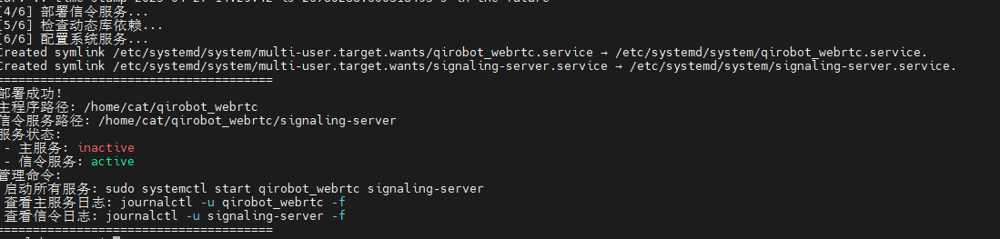 [4/6] 部署信令服务...
[5/6] 检查动态库依赖...
[6/6] 配置系统服务...
Created symlink /etc/systemd/system/multi-user.target.wants/qirobot_webrtc.service → /etc/systemd/system/qirobot_webrtc.service.
Created symlink /etc/systemd/system/multi-user.target.wants/signaling-server.service → /etc/systemd/system/signaling-server.service.
======================================
部署成功!
主程序路径: /home/cat/qirobot_webrtc
信令服务路径: /home/cat/qirobot_webrtc/signaling-server
服务状态:
- 主服务: inactive
- 信令服务: active
管理命令:
启动所有服务: sudo systemctl start qirobot_webrtc signaling-server
查看主服务日志: journalctl -u qirobot_webrtc -f
查看信令日志: journalctl -u signaling-server -f
======================================